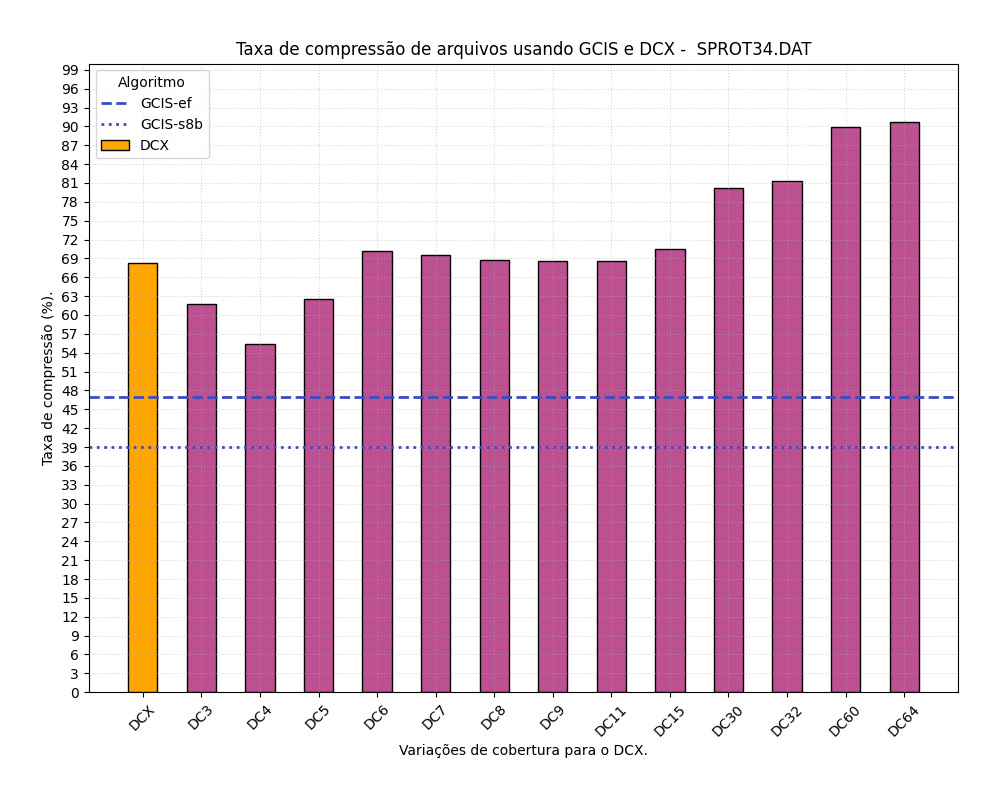 Taxa de compressão de arquivos usando GCIS e DCX -  SPROT34.DAT
Algoritmo
GCIS-ef
GCIS-s8b
DCX
Taxa de compressão (%).
99
96
93
90
87
84
81
78
75
72
69
66
63
60
57
54
51
48
45
42
39
36
33
30
27
24
21
18
15
12
9
6
3
0
DCX
DC3
DC4
DC5
DC6
DC7
DC8
DC9
DC11
DC15
DC30
DC32
DC60
DC64
Variações de cobertura para o DCX.